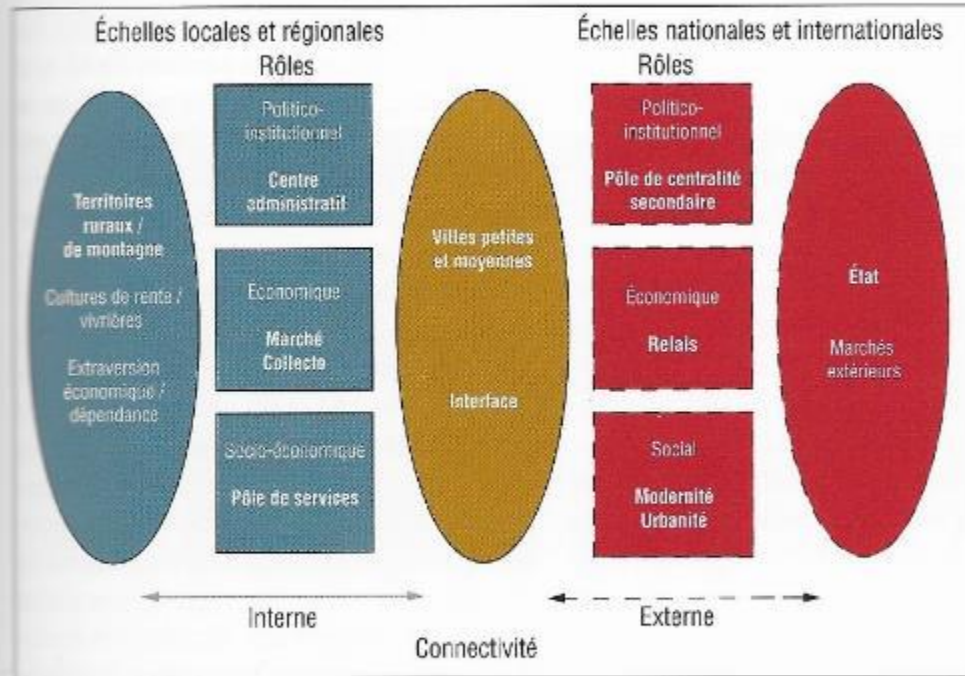 Échelles locales et régionales
Rôles
Échelles nationales et internationales
Rôles
Territoires
ruraux /
de montagne
Cultures de rente /
vivrières
Extraversion
économique /
dépendance
Politico-
institutionnel
Centre
administratif
Économique
Marché
Collecte
Socio-économique
Pôle de services
Villes petites
et moyennes
Interface
Politico-
institutionnel
Pôle de centralité
secondaire
Économique
Relais
Social
Modernité
Urbanité
État
Marchés
extérieurs
Interne
Externe
Connectivité